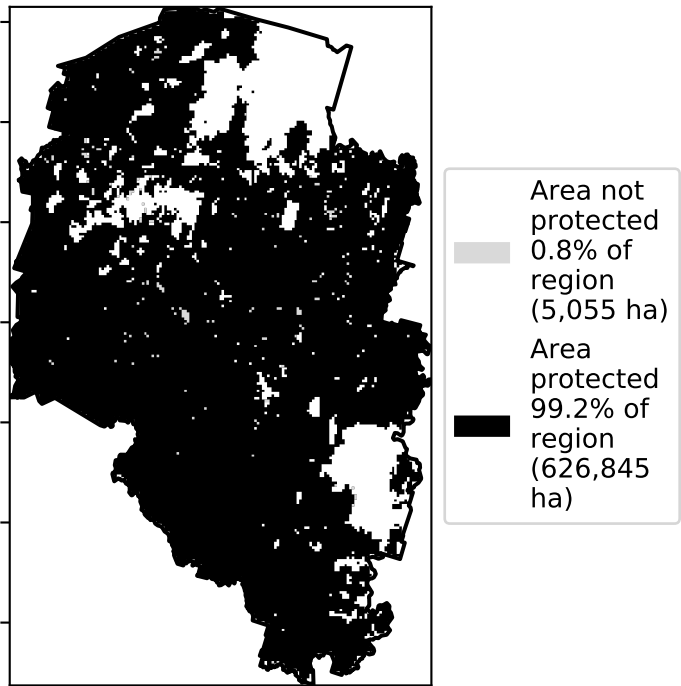 Area not
protected
0.8% of
region
(5,055 ha)
Area
protected
99.2% of
region
(626,845
ha)